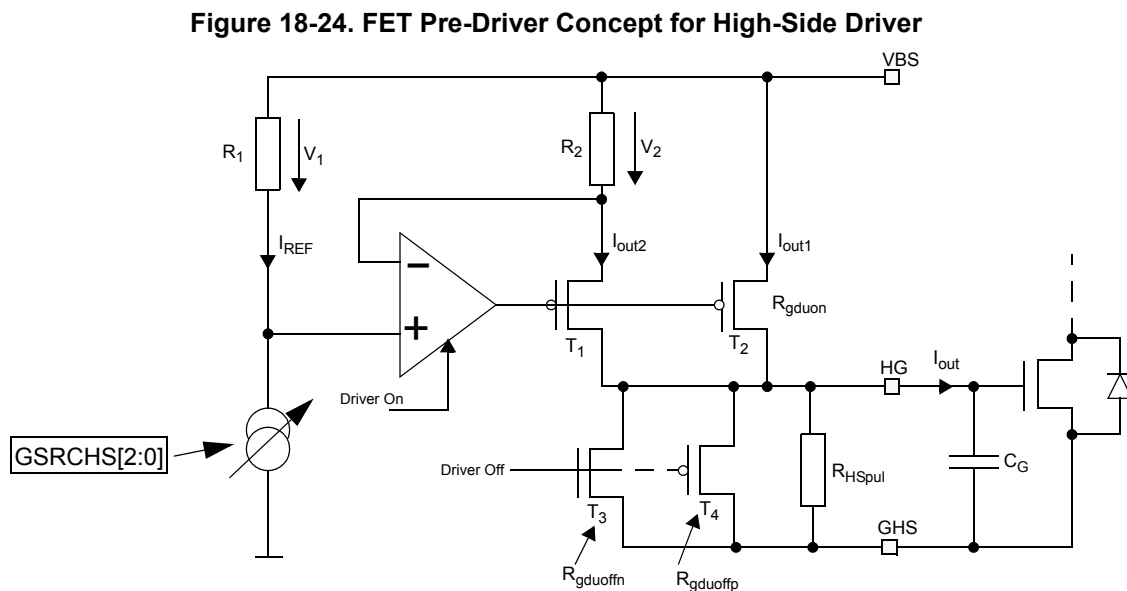 Figure 18-24. FET Pre-Driver Concept for High-Side Driver
VBS
R1
V1
R2
V2
IREF
Iout2
Iout1
−
+
Rgduon
T1
T2
HG
Iout
Driver On
GSRCHS[2:0]
Driver Off
RHSpul
CG
T3
T4
GHS
Rgduoffn
Rgduoffp